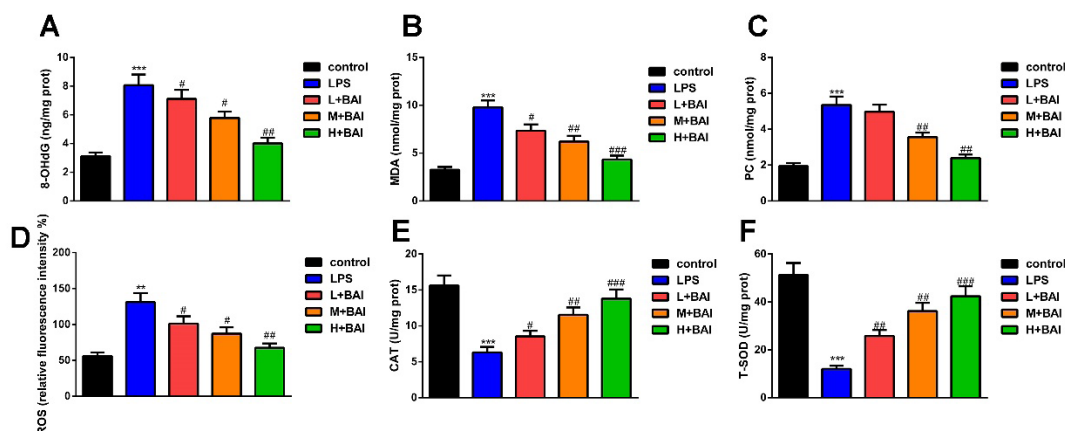 A
8-OHdG (ng/mg prot)
10
8
6
4
2
0
***
#
#
##
control
LPS
L+BAI
M+BAI
H+BAI
B
MDA (nmol/mg prot)
15
10
5
0
***
#
##
###
control
LPS
L+BAI
M+BAI
H+BAI
C
PC (nmol/mg prot)
8
6
4
2
0
***
##
##
control
LPS
L+BAI
M+BAI
H+BAI
D
ROS (relative fluorescence intensity %)
150
100
50
0
**
#
#
##
control
LPS
L+BAI
M+BAI
H+BAI
E
CAT (U/mg prot)
20
15
10
5
0
***
#
##
###
control
LPS
L+BAI
M+BAI
H+BAI
F
T-SOD (U/mg prot)
60
40
20
0
***
##
##
###
control
LPS
L+BAI
M+BAI
H+BAI